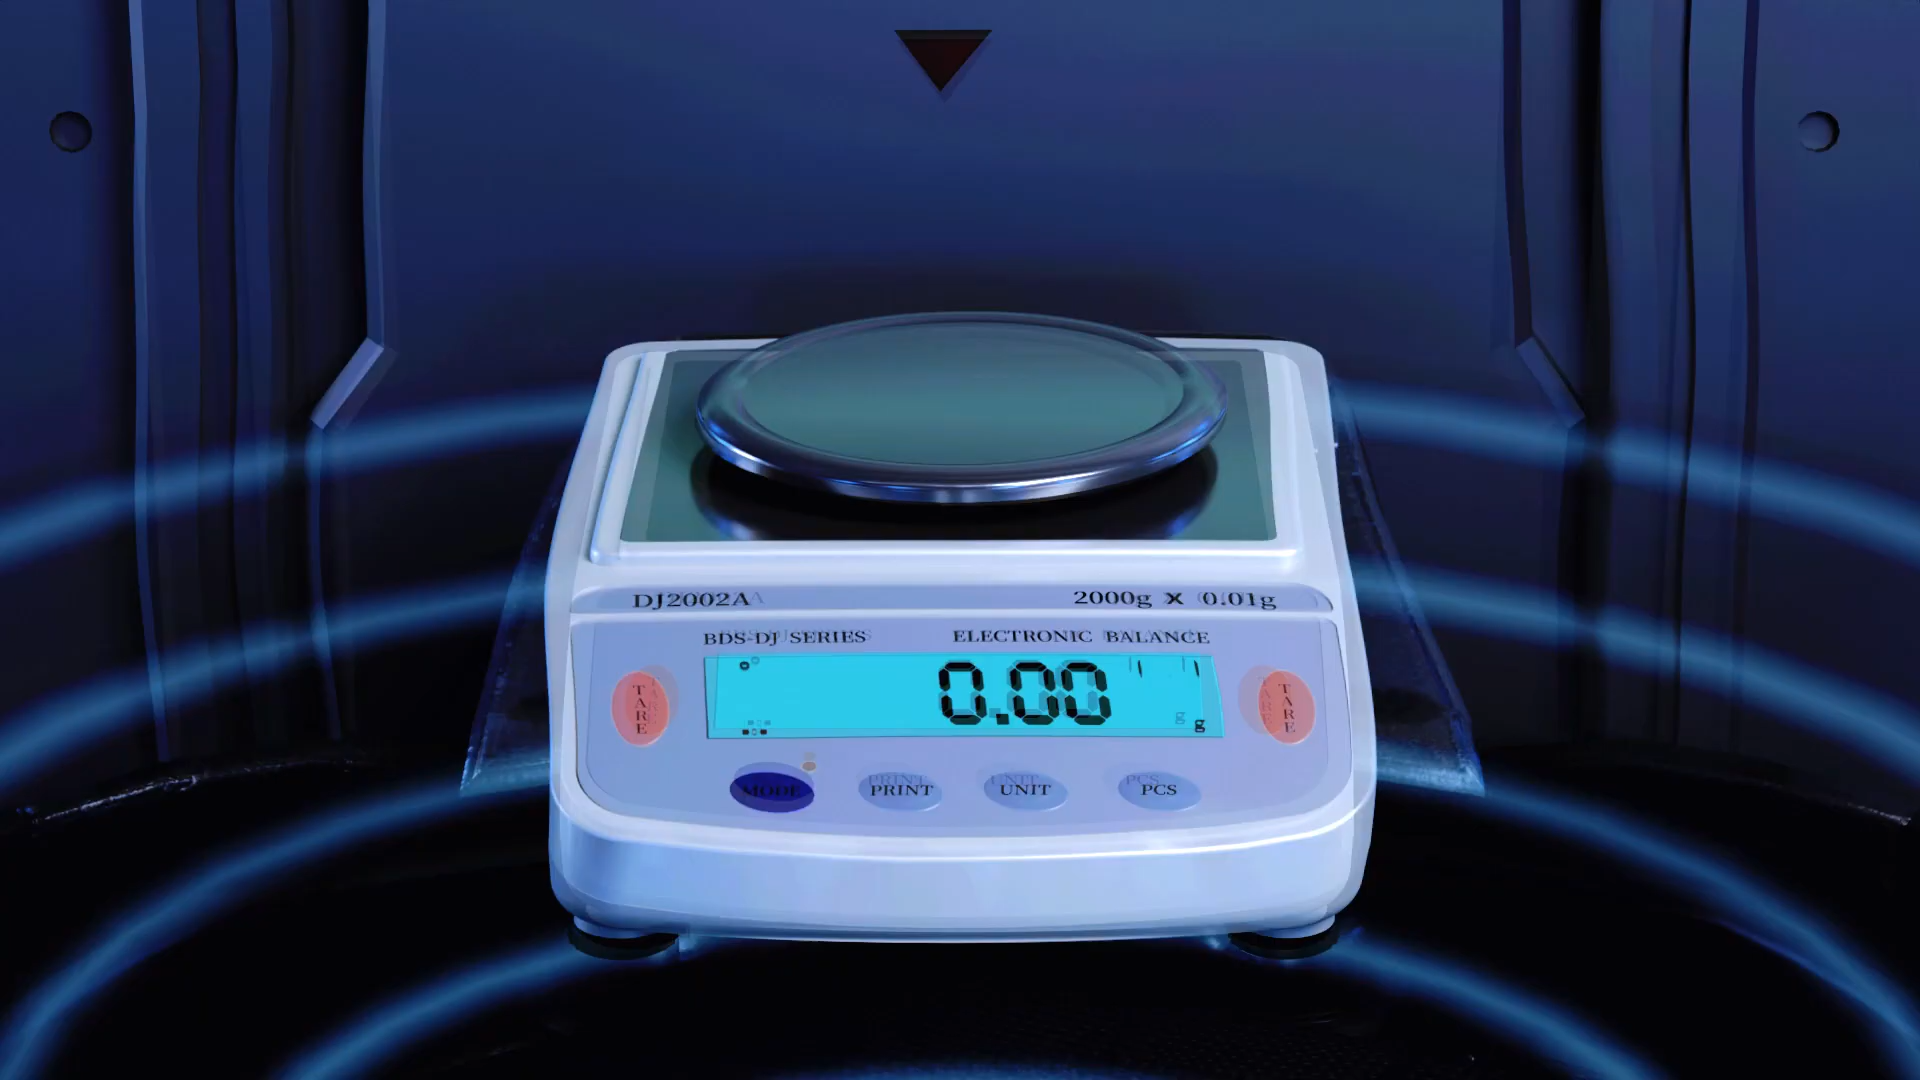 DJ2002A 2000g X 0.01g
BDS-DJ SERIES ELECTRONIC BALANCE
TARE 0.00 g TARE
MODE PRINT UNIT PCS